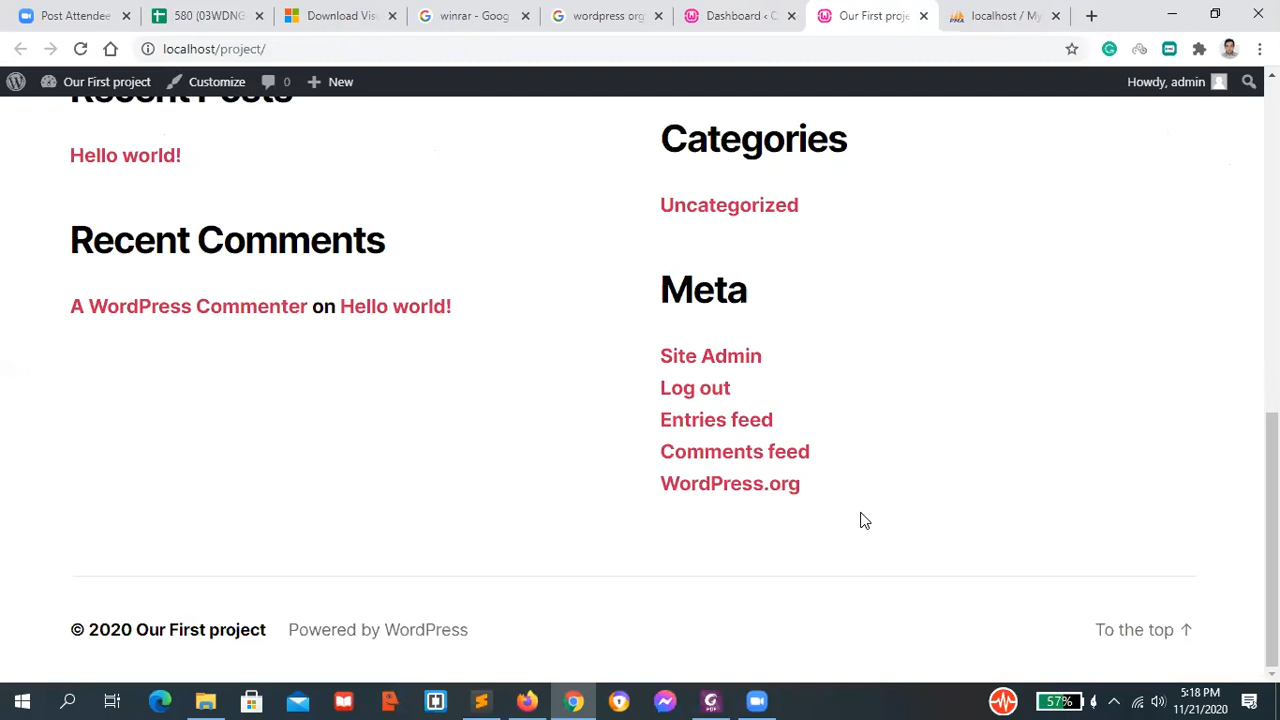 Post Attendee
580 (03WDNG
Download Vis
winrar - Goog
wordpress org
Dashboard ‹ C
Our First proje
localhost / My
localhost/project/
Our First project
Customize
0
New
Howdy, admin
Recent Posts
Hello world!
Recent Comments
A WordPress Commenter on Hello world!
Categories
Uncategorized
Meta
Site Admin
Log out
Entries feed
Comments feed
WordPress.org
© 2020 Our First project
Powered by WordPress
To the top ↑
57%
5:18 PM
11/21/2020